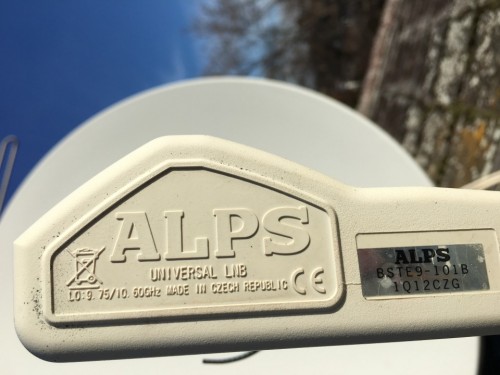 ALPS
UNIVERSAL LNB
LO:9.75/10.60GHz MADE IN CZECH REPUBLIC CE
ALPS
BSTE9-101B
1Q12CZG